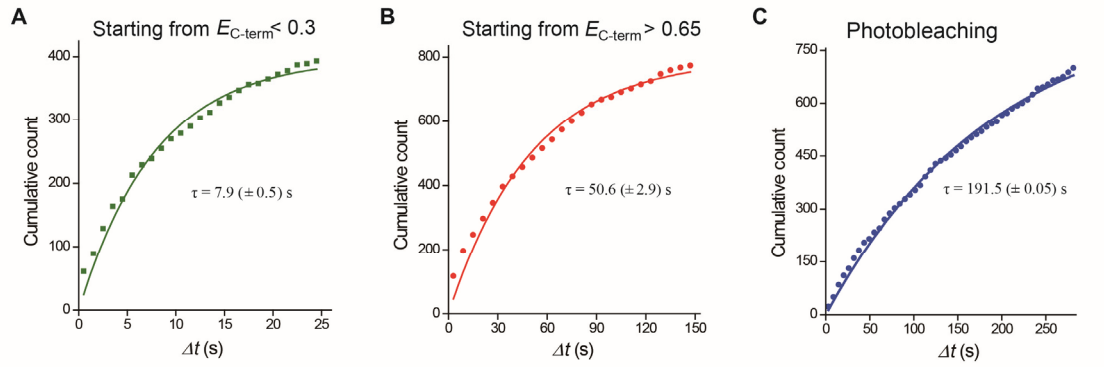 A
Starting from EC-term< 0.3
Cumulative count
400
300
200
100
0
0 5 10 15 20 25
τ = 7.9 (± 0.5) s
Δt (s)
B
Starting from EC-term > 0.65
Cumulative count
800
600
400
200
0
0 30 60 90 120 150
τ = 50.6 (± 2.9) s
Δt (s)
C
Photobleaching
Cumulative count
750
600
450
300
150
0
0 50 100 150 200 250
τ = 191.5 (± 0.05) s
Δt (s)